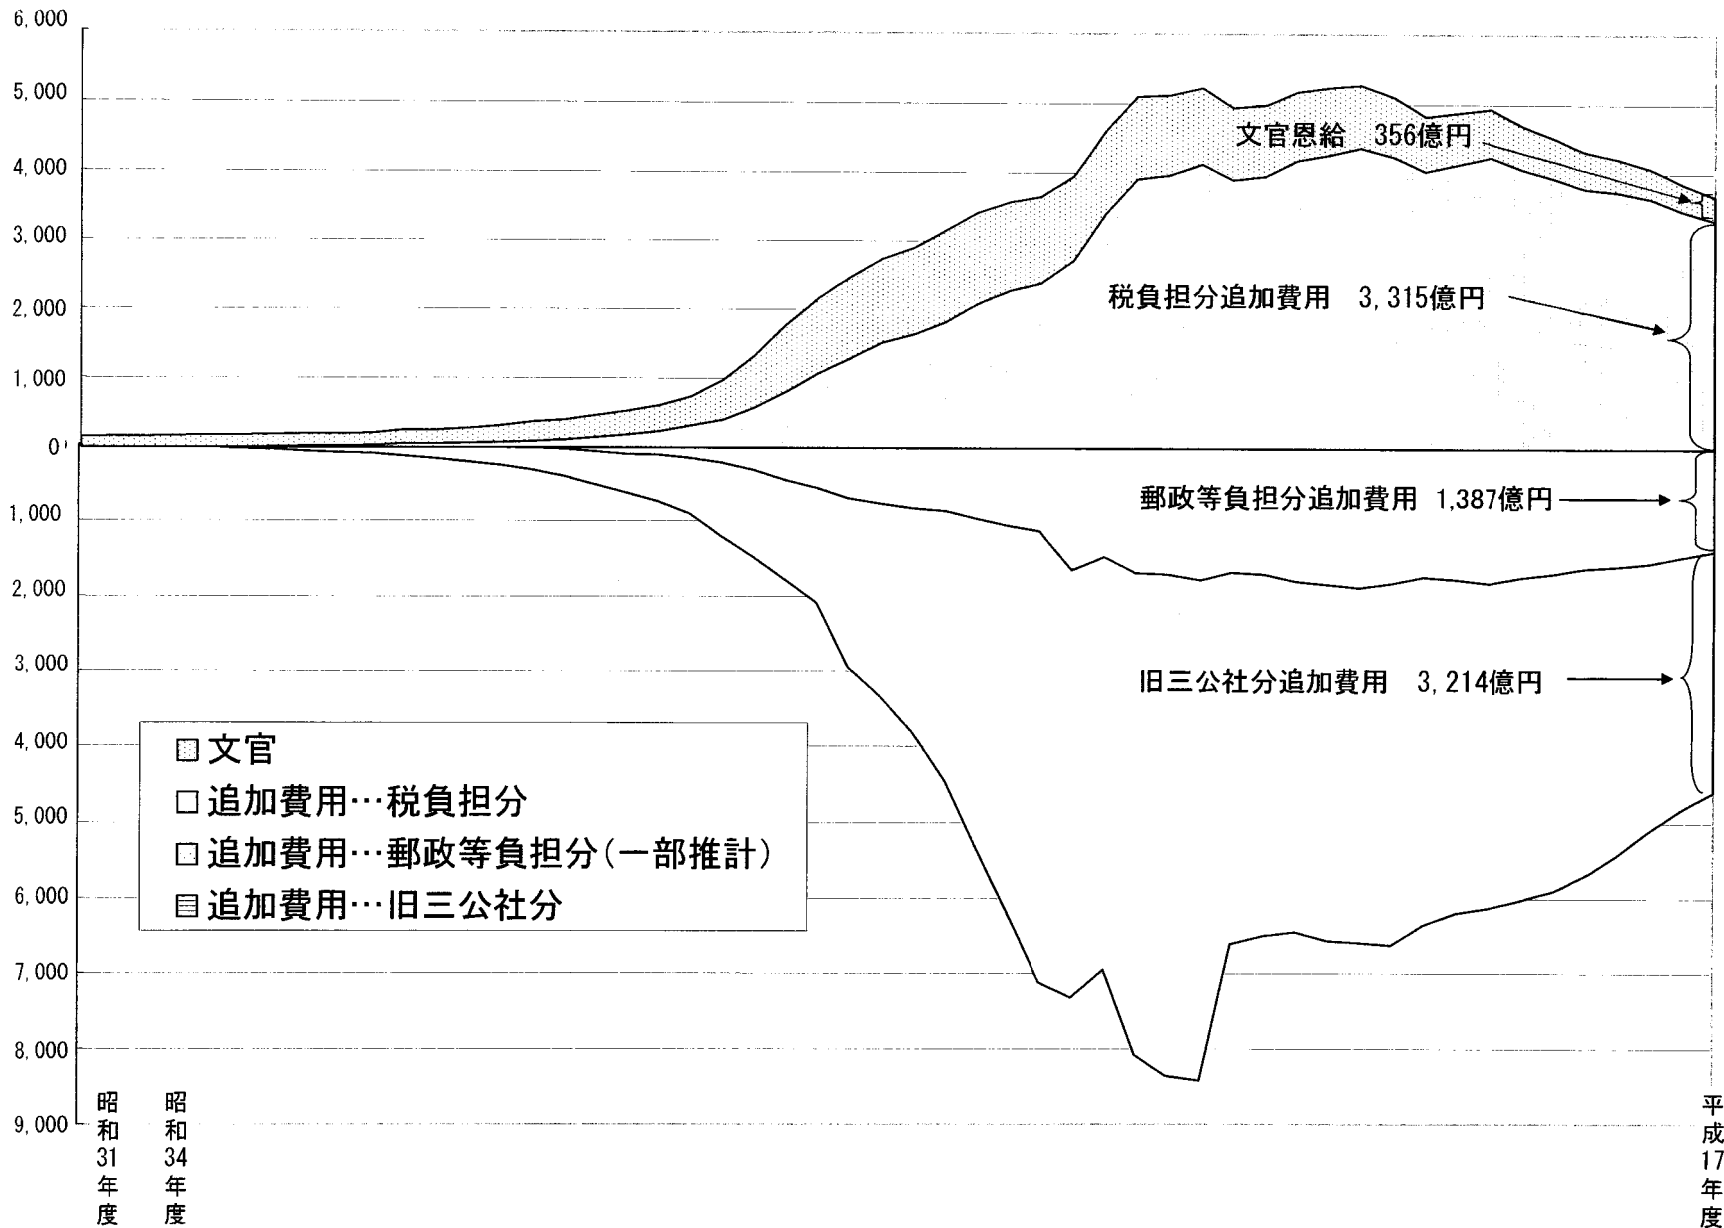 6,000
5,000
4,000
3,000
2,000
1,000
0
1,000
2,000
3,000
4,000
5,000
6,000
7,000
8,000
9,000
文官恩給 356億円
税負担分追加費用 3,315億円
郵政等負担分追加費用 1,387億円
旧三公社分追加費用 3,214億円
文官
追加費用…税負担分
追加費用…郵政等負担分(一部推計)
追加費用…旧三公社分
昭和31年度
昭和34年度
平成17年度